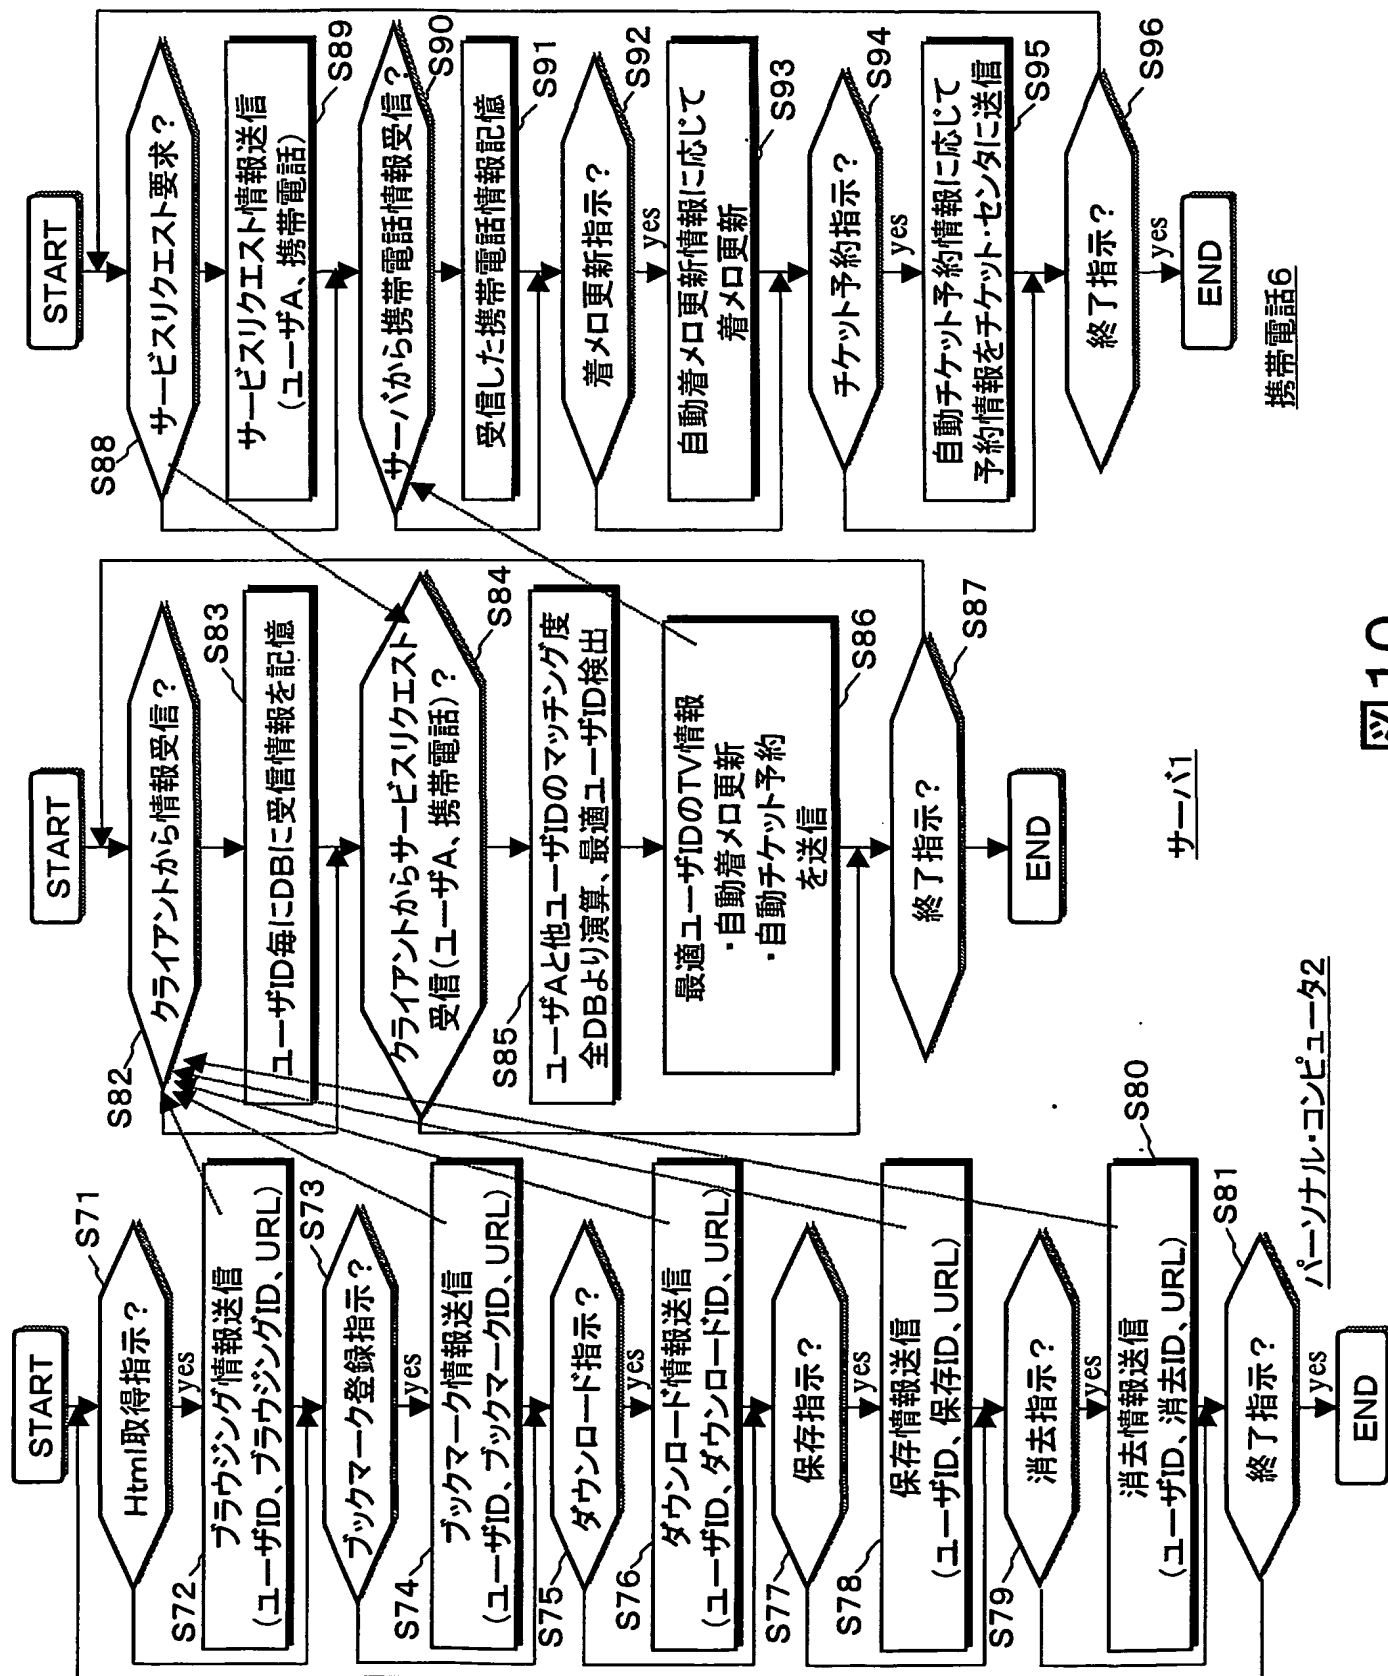 START
Html取得指示？
S71
yes
ブラウジング情報送信
(ユーザID、ブラウジングID、URL)
S72
ブックマーク登録指示？
S73
yes
ブックマーク情報送信
(ユーザID、ブックマークID、URL)
S74
ダウンロード指示？
S75
yes
ダウンロード情報送信
(ユーザID、ダウンロードID、URL)
S76
保存指示？
S77
yes
保存情報送信
(ユーザID、保存ID、URL)
S78
消去指示？
S79
yes
消去情報送信
(ユーザID、消去ID、URL)
S80
終了指示？
S81
yes
END
パーソナル・コンピュータ2
START
クライアントから情報受信？
S82
ユーザID毎にDBに受信情報を記憶
S83
クライアントからサービスリクエスト
受信(ユーザA、携帯電話)？
S84
ユーザAと他ユーザIDのマッチング度
全DBより演算、最適ユーザID検出
S85
最適ユーザIDのTV情報
・自動着メロ更新
・自動チケット予約
を送信
S86
終了指示？
S87
END
サーバ1
START
サービスリクエスト要求？
S88
サービスリクエスト情報送信
(ユーザA、携帯電話)
S89
サーバから携帯電話情報受信？
S90
受信した携帯電話情報記憶
S91
着メロ更新指示？
S92
yes
自動着メロ更新情報に応じて
着メロ更新
S93
チケット予約指示？
S94
yes
自動チケット予約情報に応じて
予約情報をチケット・センタに送信
S95
終了指示？
S96
yes
END
携帯電話6
図10